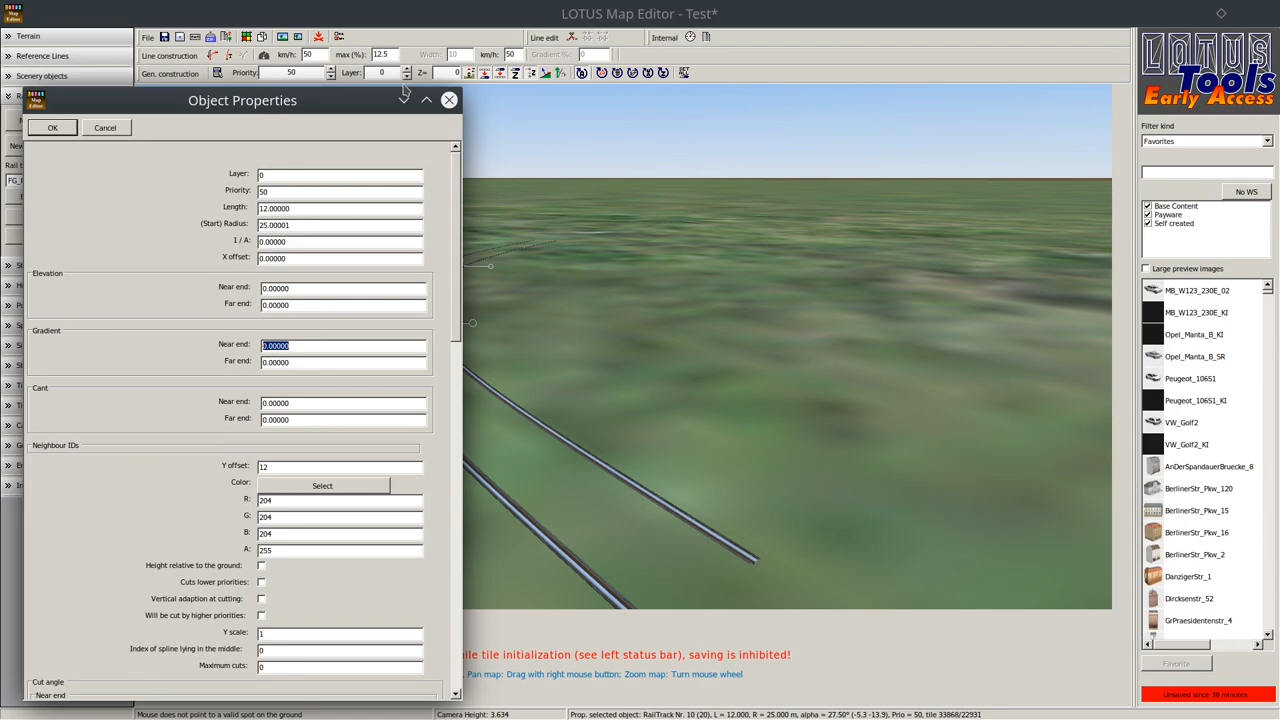 LOTUS Map Editor - Test*
Terrain
Reference Lines
Scenery objects
File
Line edit
Internal
Line construction
km/h: 50
max (%): 12.5
Width: 10
km/h: 50
Gradient %: 0
Gen. construction
Priority: 50
Layer: 0
Z= 0
Object Properties
OK
Cancel
Layer: 0
Priority: 50
Length: 12.00000
(Start) Radius: 25.00001
1 / A: 0.00000
X offset: 0.00000
Elevation
Near end: 0.00000
Far end: 0.00000
Gradient
Near end: 0.00000
Far end: 0.00000
Cant
Near end: 0.00000
Far end: 0.00000
Neighbour IDs
Y offset: 12
Color: Select
R: 204
G: 204
B: 204
A: 255
Height relative to the ground:
Cuts lower priorities:
Vertical adaption at cutting:
Will be cut by higher priorities:
Y scale: 1
Index of spline lying in the middle: 0
Maximum cuts: 0
Cut angle
Near end
tile initialization (see left status bar), saving is inhibited!
. Pan map: Drag with right mouse button; Zoom map: Turn mouse wheel
Mouse does not point to a valid spot on the ground
Camera Height: 3.634
Prop. selected object: RailTrack Nr. 10 (20), L = 12.000, R = 25.000 m, alpha = 27.50° (-5.3 -13.9), Prio = 50, tile 33868/22931
LOTUS
Tools
Early Access
Filter kind
Favorites
No WS
Base Content
Payware
Self created
Large preview images
MB_W123_230E_02
MB_W123_230E_KI
Opel_Manta_B_KI
Opel_Manta_B_SR
Peugeot_106S1
Peugeot_106S1_KI
VW_Golf2
VW_Golf2_KI
AnDerSpandauerBruecke_8
BerlinerStr_Pkw_120
BerlinerStr_Pkw_15
BerlinerStr_Pkw_16
BerlinerStr_Pkw_2
DanzigerStr_1
Dircksenstr_52
GrPraesidentenstr_4
Favorite
Unsaved since 38 minutes